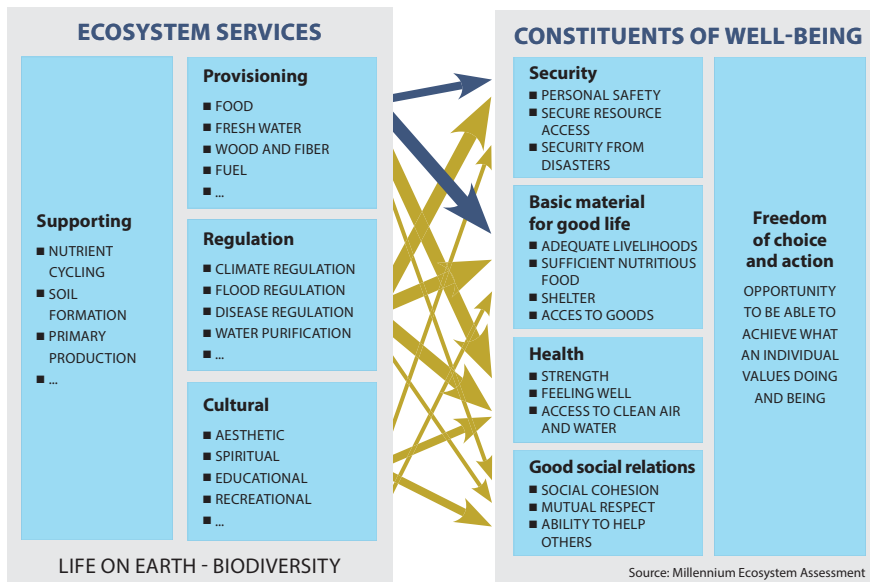 ECOSYSTEM SERVICES
Supporting
■ NUTRIENT
CYCLING
■ SOIL
FORMATION
■ PRIMARY
PRODUCTION
■ ...
Provisioning
■ FOOD
■ FRESH WATER
■ WOOD AND FIBER
■ FUEL
■ ...
Regulation
■ CLIMATE REGULATION
■ FLOOD REGULATION
■ DISEASE REGULATION
■ WATER PURIFICATION
■ ...
Cultural
■ AESTHETIC
■ SPIRITUAL
■ EDUCATIONAL
■ RECREATIONAL
■ ...
LIFE ON EARTH - BIODIVERSITY
CONSTITUENTS OF WELL-BEING
Security
■ PERSONAL SAFETY
■ SECURE RESOURCE
ACCESS
■ SECURITY FROM
DISASTERS
Basic material
for good life
■ ADEQUATE LIVELIHOODS
■ SUFFICIENT NUTRITIOUS
FOOD
■ SHELTER
■ ACCES TO GOODS
Health
■ STRENGTH
■ FEELING WELL
■ ACCESS TO CLEAN AIR
AND WATER
Good social relations
■ SOCIAL COHESION
■ MUTUAL RESPECT
■ ABILITY TO HELP
OTHERS
Freedom
of choice
and action
OPPORTUNITY
TO BE ABLE TO
ACHIEVE WHAT
AN INDIVIDUAL
VALUES DOING
AND BEING
Source: Millennium Ecosystem Assessment